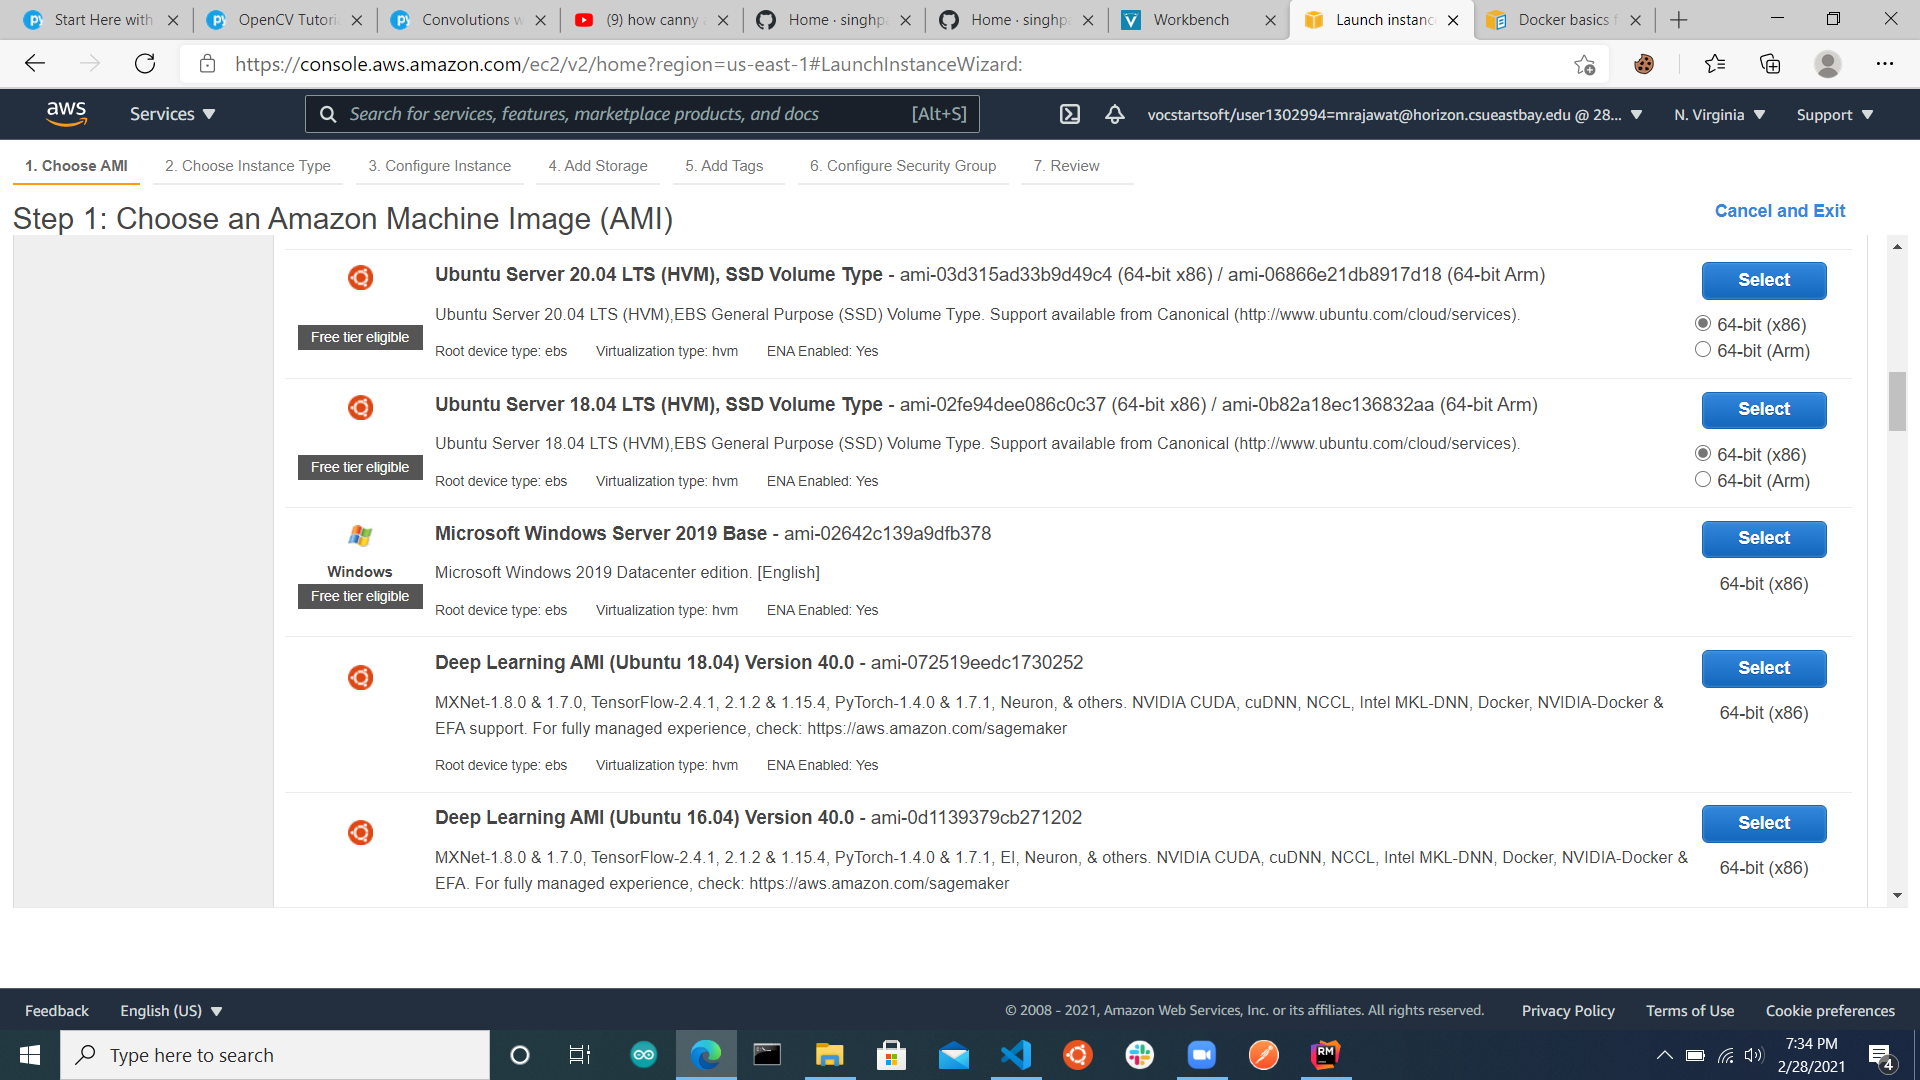 Start Here with
OpenCV Tutori
Convolutions w
(9) how canny
Home · singhp
Home · singhp
Workbench
Launch instanc
Docker basics f
https://console.aws.amazon.com/ec2/v2/home?region=us-east-1#LaunchInstanceWizard:
aws
Services
Search for services, features, marketplace products, and docs
[Alt+S]
vocstartsoft/user1302994=mrajawat@horizon.csueastbay.edu @ 28...
N. Virginia
Support
1. Choose AMI
2. Choose Instance Type
3. Configure Instance
4. Add Storage
5. Add Tags
6. Configure Security Group
7. Review
Step 1: Choose an Amazon Machine Image (AMI)
Cancel and Exit
Ubuntu Server 20.04 LTS (HVM), SSD Volume Type - ami-03d315ad33b9d49c4 (64-bit x86) / ami-06866e21db8917d18 (64-bit Arm)
Select
Ubuntu Server 20.04 LTS (HVM),EBS General Purpose (SSD) Volume Type. Support available from Canonical (http://www.ubuntu.com/cloud/services).
64-bit (x86)
Free tier eligible
Root device type: ebs
Virtualization type: hvm
ENA Enabled: Yes
64-bit (Arm)
Ubuntu Server 18.04 LTS (HVM), SSD Volume Type - ami-02fe94dee086c0c37 (64-bit x86) / ami-0b82a18ec136832aa (64-bit Arm)
Select
Ubuntu Server 18.04 LTS (HVM),EBS General Purpose (SSD) Volume Type. Support available from Canonical (http://www.ubuntu.com/cloud/services).
64-bit (x86)
Free tier eligible
Root device type: ebs
Virtualization type: hvm
ENA Enabled: Yes
64-bit (Arm)
Microsoft Windows Server 2019 Base - ami-02642c139a9dfb378
Select
Windows
Microsoft Windows 2019 Datacenter edition. [English]
64-bit (x86)
Free tier eligible
Root device type: ebs
Virtualization type: hvm
ENA Enabled: Yes
Deep Learning AMI (Ubuntu 18.04) Version 40.0 - ami-072519eedc1730252
Select
MXNet-1.8.0 & 1.7.0, TensorFlow-2.4.1, 2.1.2 & 1.15.4, PyTorch-1.4.0 & 1.7.1, Neuron, & others. NVIDIA CUDA, cuDNN, NCCL, Intel MKL-DNN, Docker, NVIDIA-Docker &
64-bit (x86)
EFA support. For fully managed experience, check: https://aws.amazon.com/sagemaker
Root device type: ebs
Virtualization type: hvm
ENA Enabled: Yes
Deep Learning AMI (Ubuntu 16.04) Version 40.0 - ami-0d1139379cb271202
Select
MXNet-1.8.0 & 1.7.0, TensorFlow-2.4.1, 2.1.2 & 1.15.4, PyTorch-1.4.0 & 1.7.1, EI, Neuron, & others. NVIDIA CUDA, cuDNN, NCCL, Intel MKL-DNN, Docker, NVIDIA-Docker &
64-bit (x86)
EFA. For fully managed experience, check: https://aws.amazon.com/sagemaker
Feedback
English (US)
© 2008 - 2021, Amazon Web Services, Inc. or its affiliates. All rights reserved.
Privacy Policy
Terms of Use
Cookie preferences
Type here to search
RM
7:34 PM
2/28/2021
4